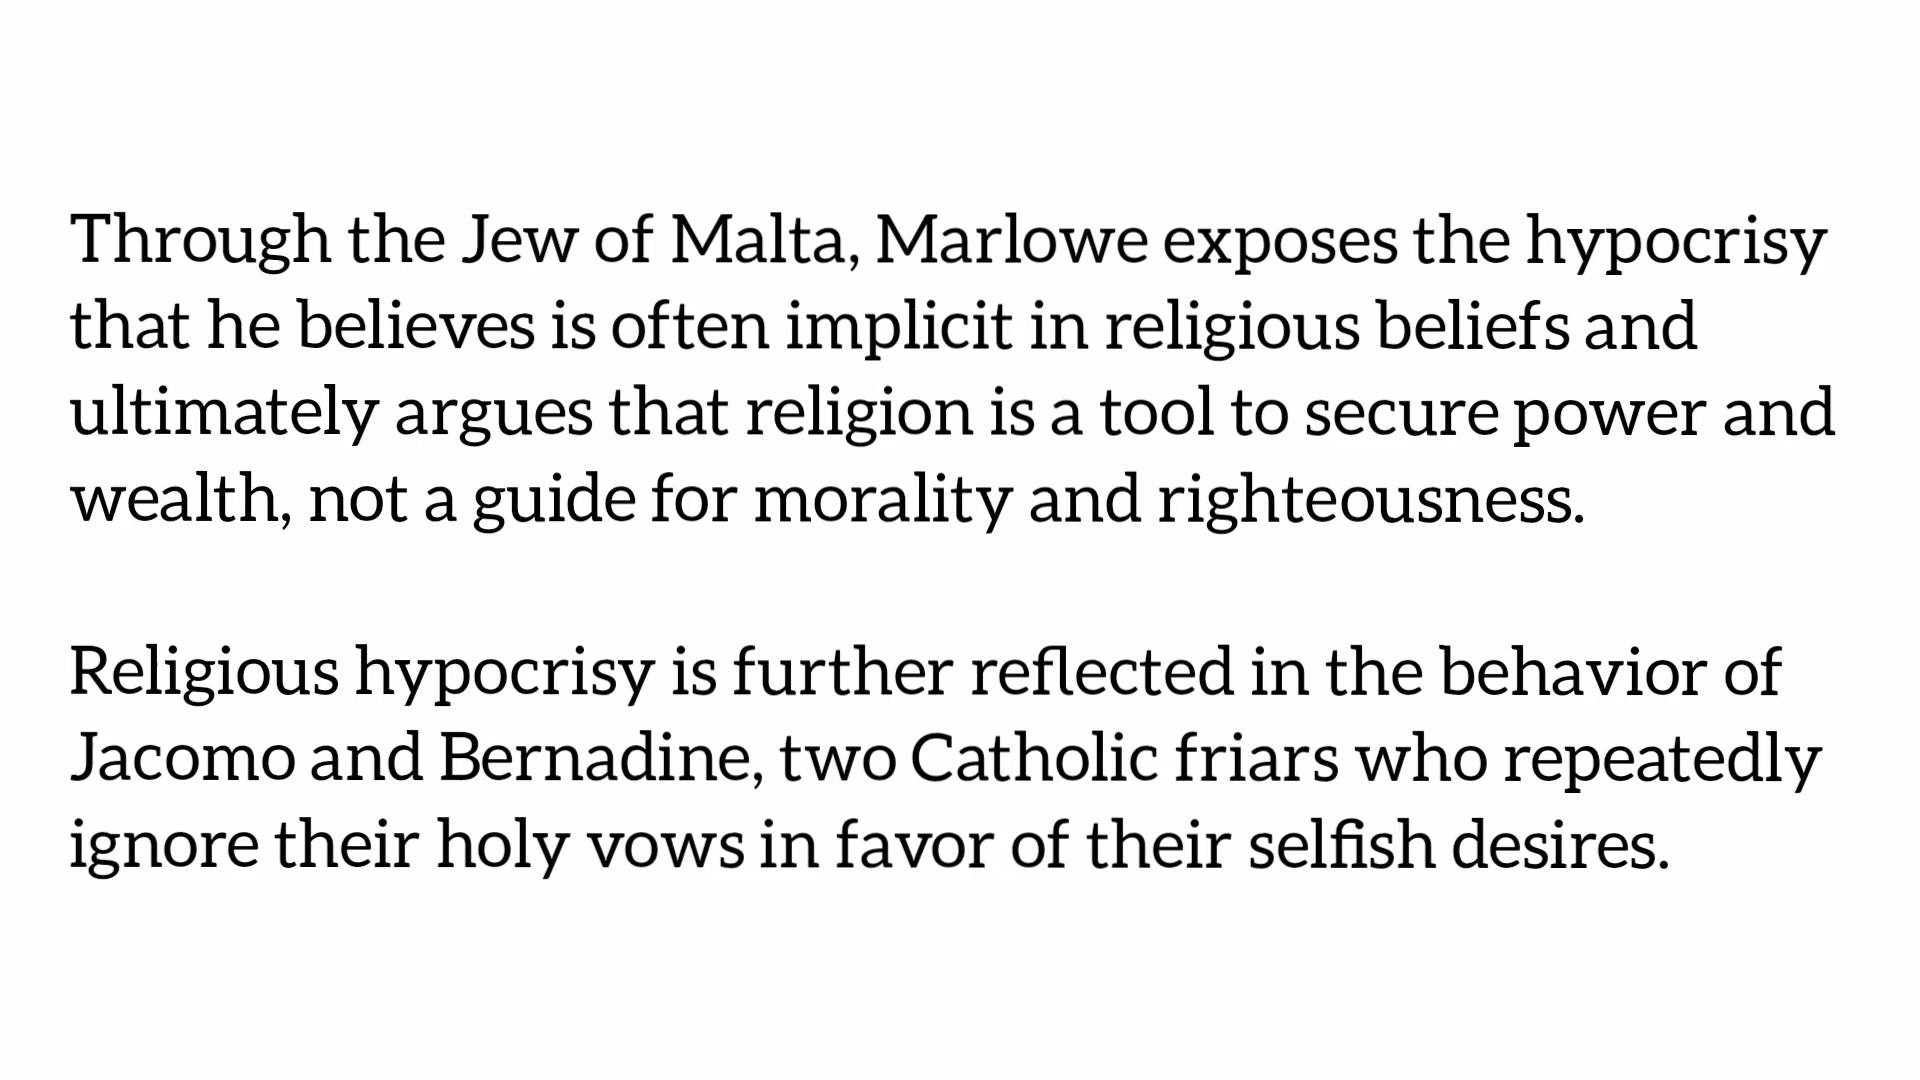 Through the Jew of Malta, Marlowe exposes the hypocrisy
that he believes is often implicit in religious beliefs and
ultimately argues that religion is a tool to secure power and
wealth, not a guide for morality and righteousness.
Religious hypocrisy is further reflected in the behavior of
Jacomo and Bernadine, two Catholic friars who repeatedly
ignore their holy vows in favor of their selfish desires.